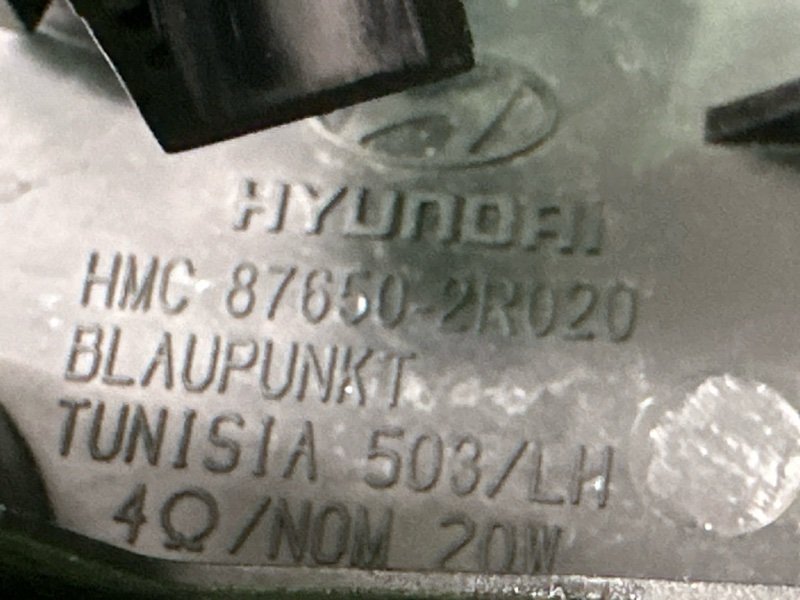 HYUNDAI
HMC 87650-2R020
BLAUPUNKT
TUNISIA 503/LH
4Ω/NOM 20W